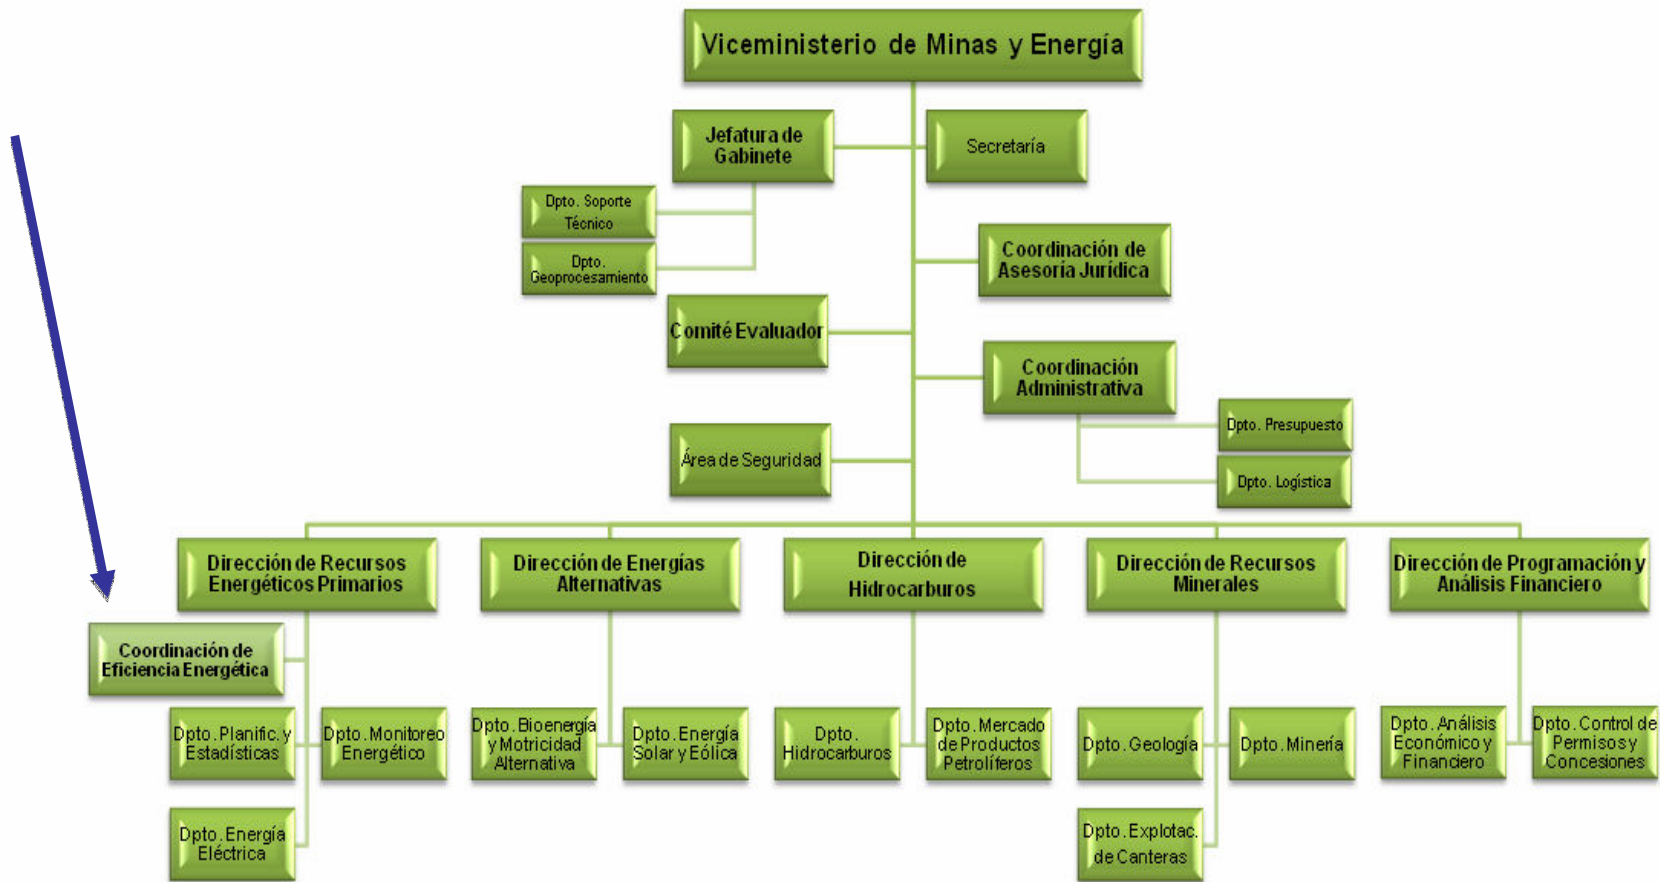 Viceministerio de Minas y Energía
Jefatura de
Gabinete
Secretaría
Dpto. Soporte
Técnico
Dpto.
Geoprocesamiento
Coordinación de
Asesoría Jurídica
Comité Evaluador
Coordinación
Administrativa
Dpto. Presupuesto
Área de Seguridad
Dpto. Logística
Dirección de Recursos
Energéticos Primarios
Dirección de Energías
Alternativas
Dirección de
Hidrocarburos
Dirección de Recursos
Minerales
Dirección de Programación y
Análisis Financiero
Coordinación de
Eficiencia Energética
Dpto. Planific. y
Estadísticas
Dpto. Monitoreo
Energético
Dpto. Bioenergía
y Motricidad
Alternativa
Dpto. Energía
Solar y Eólica
Dpto.
Hidrocarburos
Dpto. Mercado
de Productos
Petrolíferos
Dpto. Geología
Dpto. Minería
Dpto. Análisis
Económico y
Financiero
Dpto. Control de
Permisos y
Concesiones
Dpto. Energía
Eléctrica
Dpto. Explotac.
de Canteras